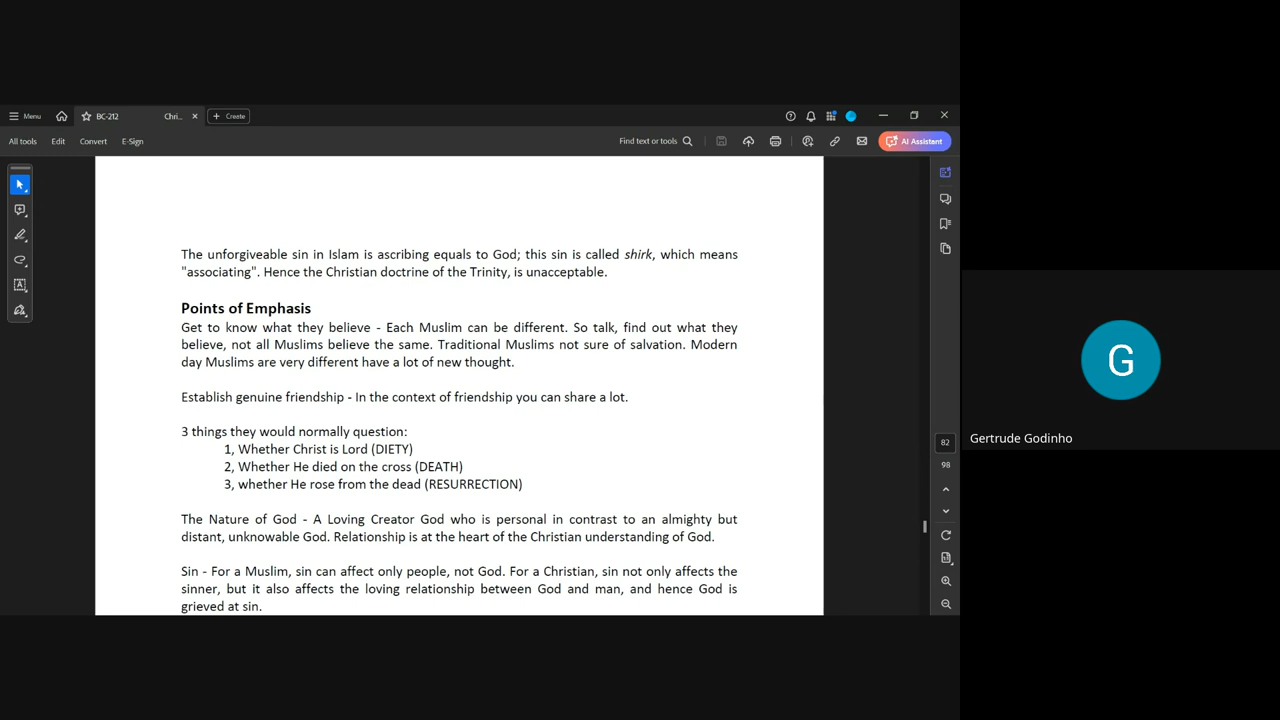 Menu
BC-212
Chri...
Create
All tools
Edit
Convert
E-Sign
Find text or tools
AI Assistant
The unforgiveable sin in Islam is ascribing equals to God; this sin is called shirk, which means
"associating". Hence the Christian doctrine of the Trinity, is unacceptable.
Points of Emphasis
Get to know what they believe - Each Muslim can be different. So talk, find out what they
believe, not all Muslims believe the same. Traditional Muslims not sure of salvation. Modern
day Muslims are very different have a lot of new thought.
Establish genuine friendship - In the context of friendship you can share a lot.
3 things they would normally question:
1, Whether Christ is Lord (DIETY)
2, Whether He died on the cross (DEATH)
3, whether He rose from the dead (RESURRECTION)
The Nature of God - A Loving Creator God who is personal in contrast to an almighty but
distant, unknowable God. Relationship is at the heart of the Christian understanding of God.
Sin - For a Muslim, sin can affect only people, not God. For a Christian, sin not only affects the
sinner, but it also affects the loving relationship between God and man, and hence God is
grieved at sin.
82
98
G
Gertrude Godinho